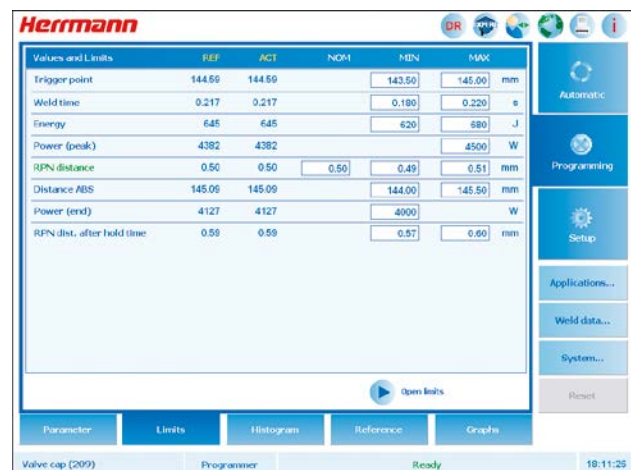 Herrmann
DR EXPERT i
Values and Limits REF ACT NOM MIN MAX
Trigger point 144.59 144.59 143.50 145.00 mm
Weld time 0.217 0.217 0.180 0.220 s
Energy 645 645 620 680 J
Power (peak) 4382 4382 4500 W
RPN distance 0.50 0.50 0.50 0.49 0.51 mm
Distance ABS 145.09 145.09 144.00 145.50 mm
Power (end) 4127 4127 4000 W
RPN dist. after hold time 0.59 0.59 0.57 0.60 mm
Open limits
Automatic
Programming
Setup
Applications...
Weld data...
System...
Reset
Parameter Limits Histogram Reference Graphs
Valve cap (209) Programmer Ready 18:11:26